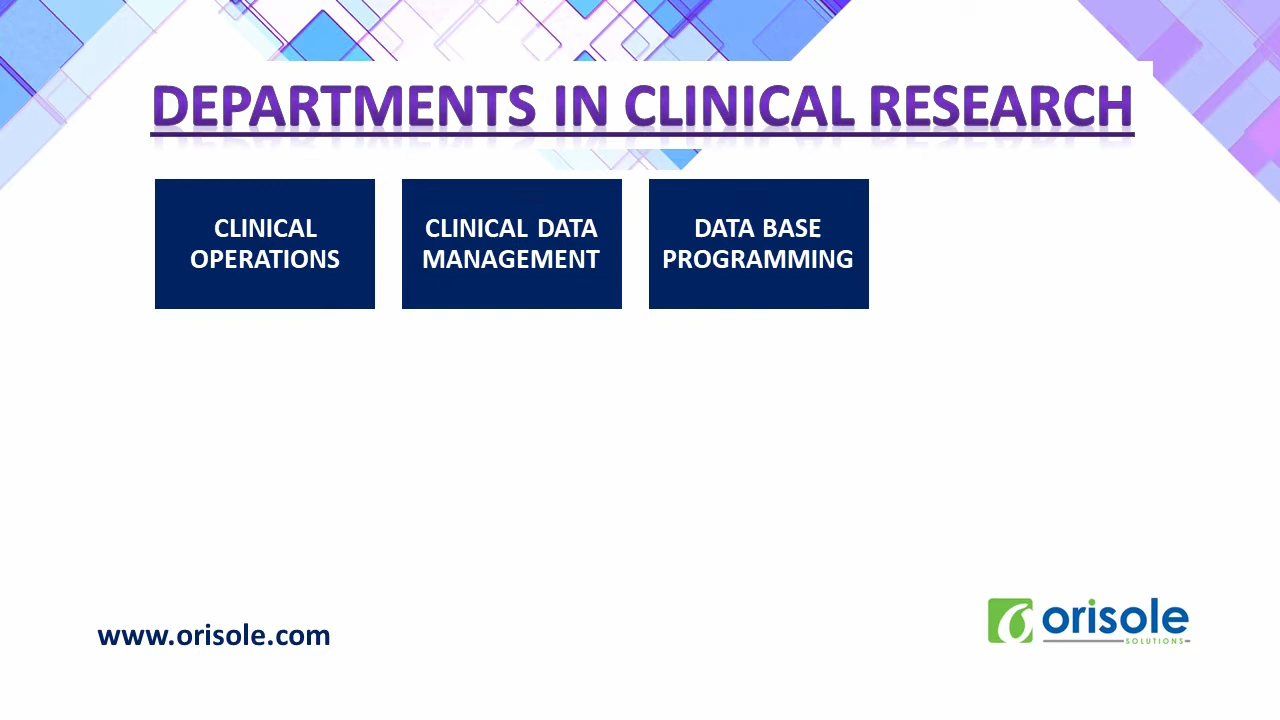 DEPARTMENTS IN CLINICAL RESEARCH
CLINICAL
OPERATIONS
CLINICAL DATA
MANAGEMENT
DATA BASE
PROGRAMMING
www.orisole.com
orisole
SOLUTIONS